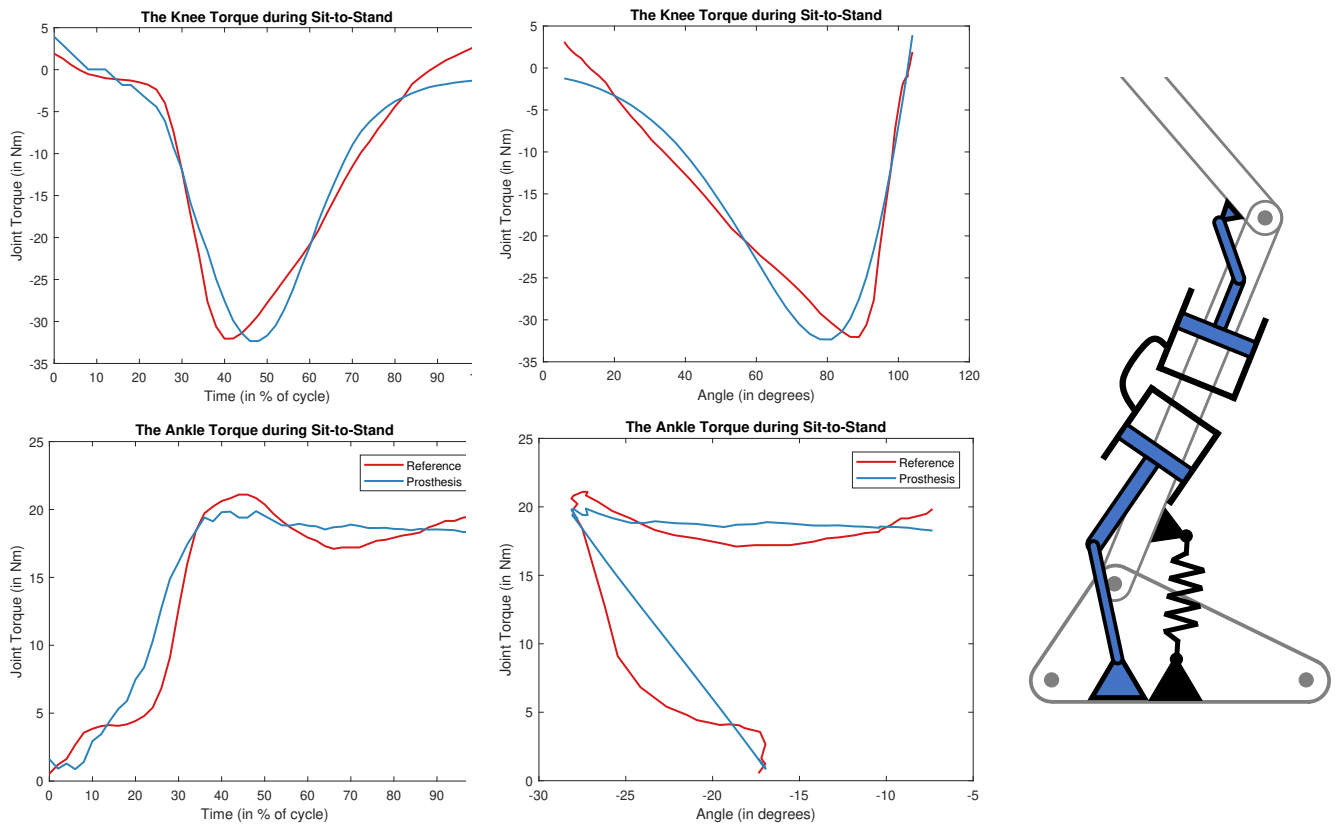 The Knee Torque during Sit-to-Stand
5
0
-5
-10
-15
-20
-25
-30
-35
Joint Torque (in Nm)
0 10 20 30 40 50 60 70 80 90
Time (in % of cycle)
The Knee Torque during Sit-to-Stand
5
0
-5
-10
-15
-20
-25
-30
-35
Joint Torque (in Nm)
0 20 40 60 80 100 120
Angle (in degrees)
The Ankle Torque during Sit-to-Stand
25
20
15
10
5
0
Joint Torque (in Nm)
Reference
Prosthesis
0 10 20 30 40 50 60 70 80 90
Time (in % of cycle)
The Ankle Torque during Sit-to-Stand
25
20
15
10
5
0
Joint Torque (in Nm)
Reference
Prosthesis
-30 -25 -20 -15 -10 -5
Angle (in degrees)